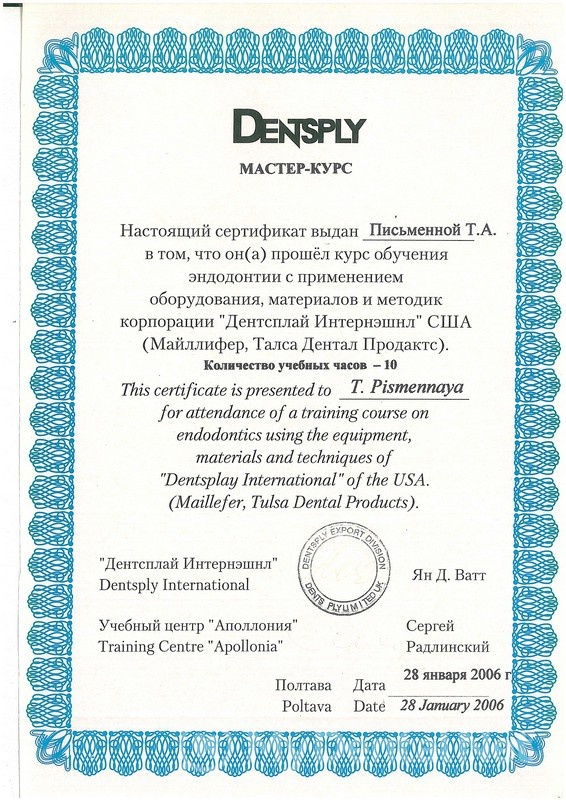 DENTSPLY
МАСТЕР-КУРС
Настоящий сертификат выдан Письменной Т.А.
в том, что он(а) прошёл курс обучения
эндодонтии с применением
оборудования, материалов и методик
корпорации "Дентсплай Интернэшнл" США
(Майллифер, Талса Дентал Продактс).
Количество учебных часов – 10
This certificate is presented to T. Pismennaya
for attendance of a training course on
endodontics using the equipment,
materials and techniques of
"Dentsplay International" of the USA.
(Maillefer, Tulsa Dental Products).
DENTSPLY EXPORT DIVISION
DENTS PLY LIMITED UK
"Дентсплай Интернэшнл"
Dentsply International
Ян Д. Ватт
Учебный центр "Аполлония"
Training Centre "Apollonia"
Сергей
Радлинский
Полтава Дата 28 января 2006 г
Poltava Date 28 January 2006